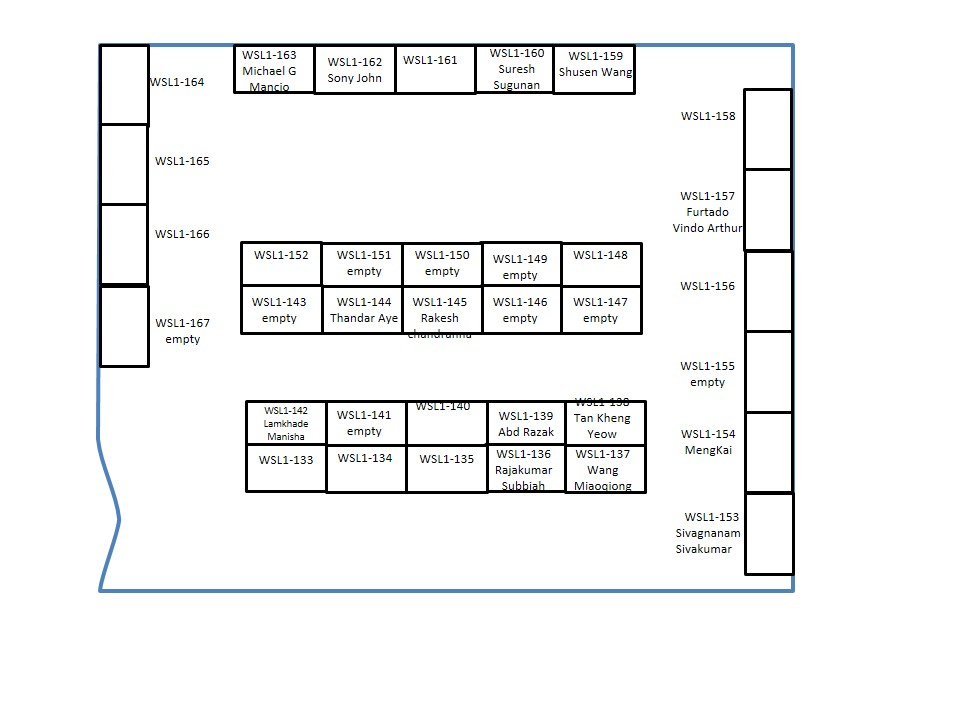 WSL1-163
Michael G
Mancio
WSL1-162
Sony John
WSL1-161
WSL1-160
Suresh
Sugunan
WSL1-159
Shusen Wang
WSL1-164
WSL1-165
WSL1-166
WSL1-167
empty
WSL1-158
WSL1-157
Furtado
Vindo Arthur
WSL1-156
WSL1-155
empty
WSL1-154
MengKai
WSL1-153
Sivagnanam
Sivakumar
WSL1-152
WSL1-151
empty
WSL1-150
empty
WSL1-149
empty
WSL1-148
WSL1-143
empty
WSL1-144
Thandar Aye
WSL1-145
Rakesh
chandranna
WSL1-146
empty
WSL1-147
empty
WSL1-142
Lamkhade
Manisha
WSL1-141
empty
WSL1-140
WSL1-139
Abd Razak
WSL1-138
Tan Kheng
Yeow
WSL1-133
WSL1-134
WSL1-135
WSL1-136
Rajakumar
Subbiah
WSL1-137
Wang
Miaoqiong